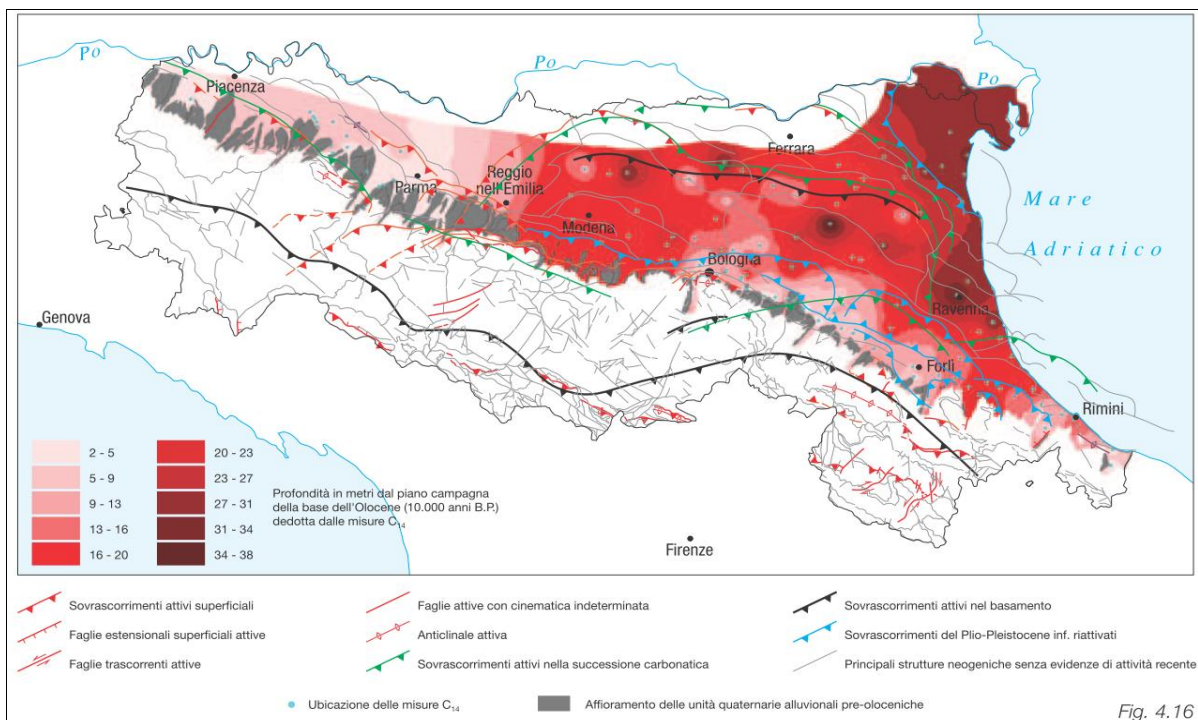 Po
Po
Po
Piacenza
Parma
Reggio
nell'Emilia
Modena
Ferrara
Bologna
Mare
Adriatico
Ravenna
Genova
Forlì
Rimini
Firenze
2 - 5
5 - 9
9 - 13
13 - 16
16 - 20
20 - 23
23 - 27
27 - 31
31 - 34
34 - 38
Profondità in metri dal piano campagna
della base dell'Olocene (10.000 anni B.P.)
dedotta dalle misure C14
Sovrascorrimenti attivi superficiali
Faglie estensionali superficiali attive
Faglie trascorrenti attive
Faglie attive con cinematica indeterminata
Anticlinale attiva
Sovrascorrimenti attivi nella successione carbonatica
Sovrascorrimenti attivi nel basamento
Sovrascorrimenti del Plio-Pleistocene inf. riattivati
Principali strutture neogeniche senza evidenze di attività recente
Ubicazione delle misure C14
Affioramento delle unità quaternarie alluvionali pre-oloceniche
Fig. 4.16